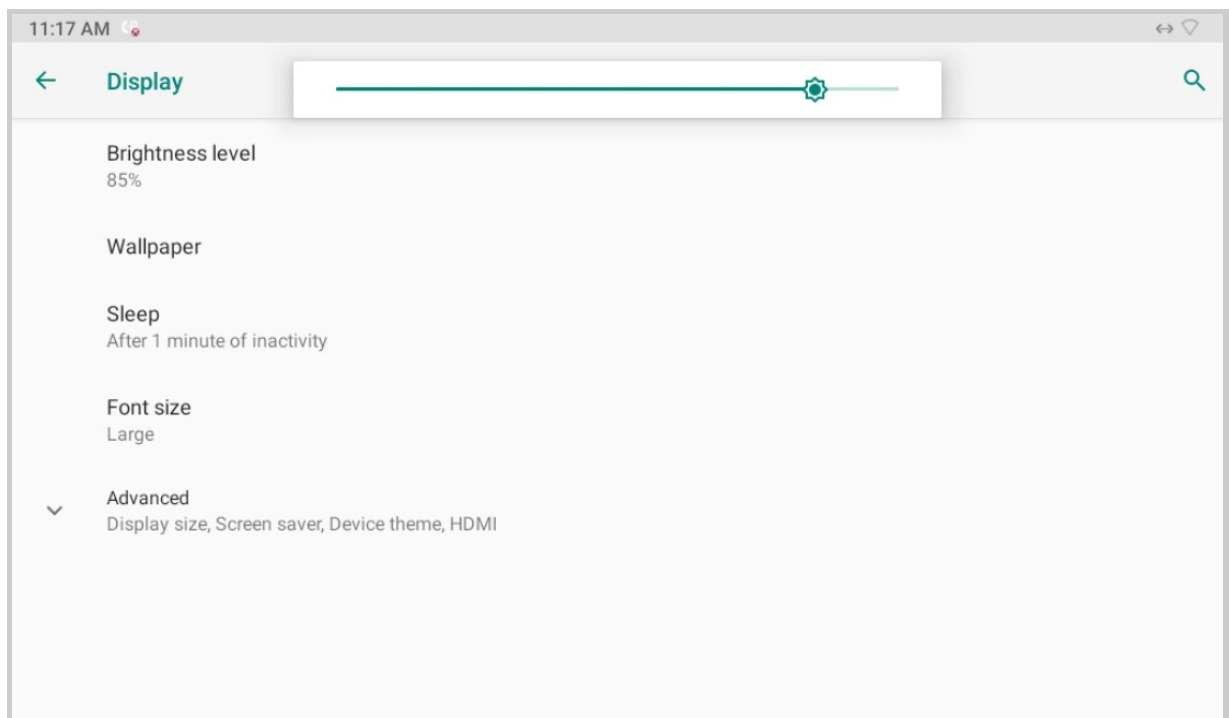 11:17 AM
Display
Brightness level
85%
Wallpaper
Sleep
After 1 minute of inactivity
Font size
Large
Advanced
Display size, Screen saver, Device theme, HDMI